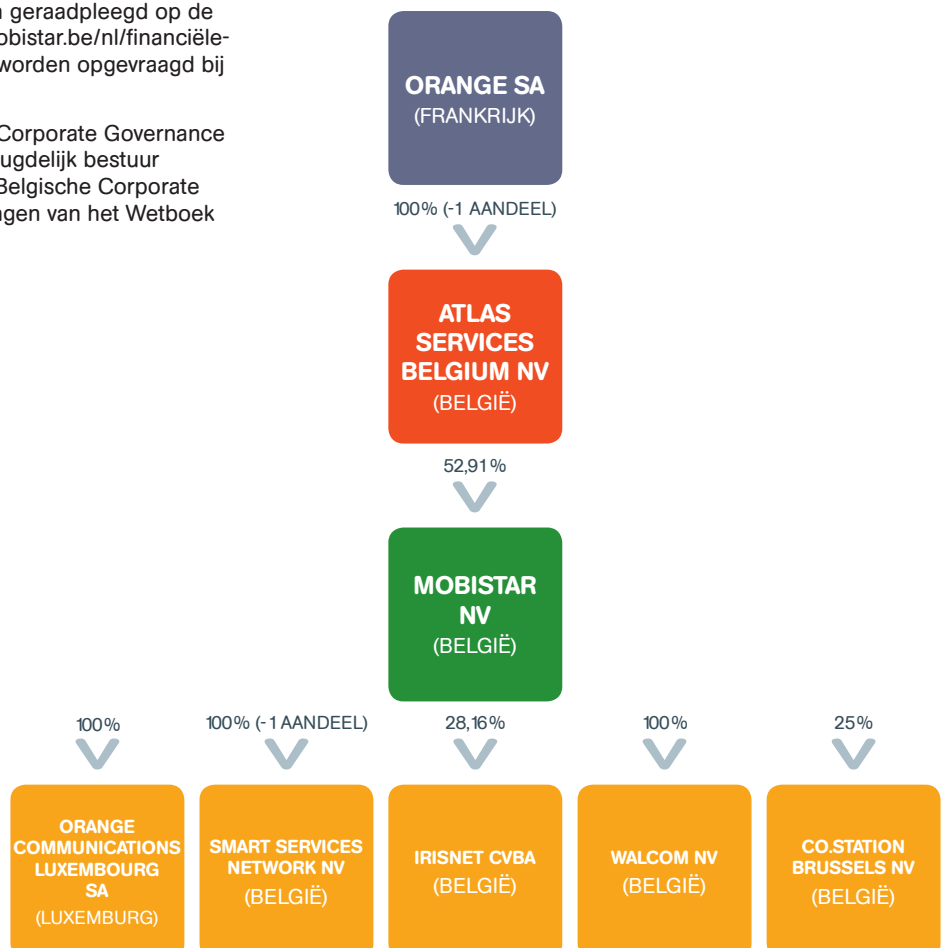 geraadpleegd op de
obistar.be/nl/financiële-
worden opgevraagd bij
Corporate Governance
ugdelijk bestuur
Belgische Corporate
ngen van het Wetboek
ORANGE SA
(FRANKRIJK)
100% (-1 AANDEEL)
ATLAS
SERVICES
BELGIUM NV
(BELGIË)
52,91%
MOBISTAR
NV
(BELGIË)
100%
100% (-1 AANDEEL)
28,16%
100%
25%
ORANGE
COMMUNICATIONS
LUXEMBOURG
SA
(LUXEMBURG)
SMART SERVICES
NETWORK NV
(BELGIË)
IRISNET CVBA
(BELGIË)
WALCOM NV
(BELGIË)
CO.STATION
BRUSSELS NV
(BELGIË)